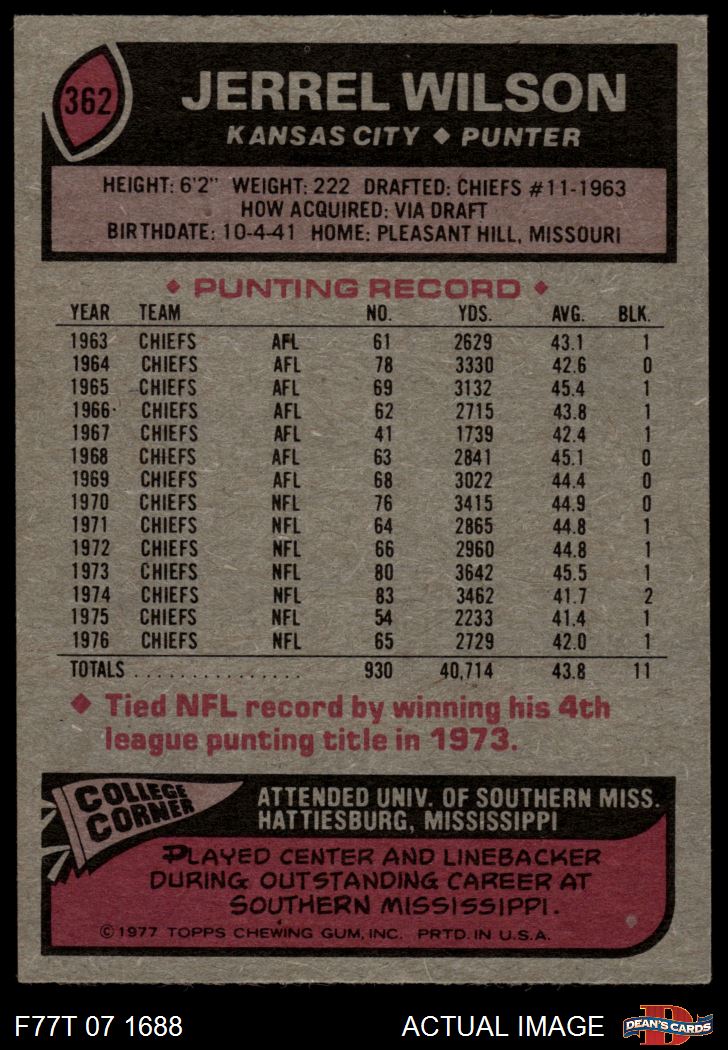 362
JERREL WILSON
KANSAS CITY ◆ PUNTER
HEIGHT: 6'2" WEIGHT: 222 DRAFTED: CHIEFS #11-1963
HOW ACQUIRED: VIA DRAFT
BIRTHDATE: 10-4-41 HOME: PLEASANT HILL, MISSOURI
◆ PUNTING RECORD ◆
YEAR TEAM NO. YDS. AVG. BLK.
1963 CHIEFS AFL 61 2629 43.1 1
1964 CHIEFS AFL 78 3330 42.6 0
1965 CHIEFS AFL 69 3132 45.4 1
1966 CHIEFS AFL 62 2715 43.8 1
1967 CHIEFS AFL 41 1739 42.4 1
1968 CHIEFS AFL 63 2841 45.1 0
1969 CHIEFS AFL 68 3022 44.4 0
1970 CHIEFS NFL 76 3415 44.9 0
1971 CHIEFS NFL 64 2865 44.8 1
1972 CHIEFS NFL 66 2960 44.8 1
1973 CHIEFS NFL 80 3642 45.5 1
1974 CHIEFS NFL 83 3462 41.7 2
1975 CHIEFS NFL 54 2233 41.4 1
1976 CHIEFS NFL 65 2729 42.0 1
TOTALS . . . . . . . . . . . . . . . 930 40,714 43.8 11
◆ Tied NFL record by winning his 4th
league punting title in 1973.
COLLEGE
CORNER
ATTENDED UNIV. OF SOUTHERN MISS.
HATTIESBURG, MISSISSIPPI
PLAYED CENTER AND LINEBACKER
DURING OUTSTANDING CAREER AT
SOUTHERN MISSISSIPPI.
©1977 TOPPS CHEWING GUM, INC. PRTD. IN U.S.A.
F77T 07 1688 ACTUAL IMAGE
D
DEAN'S CARDS